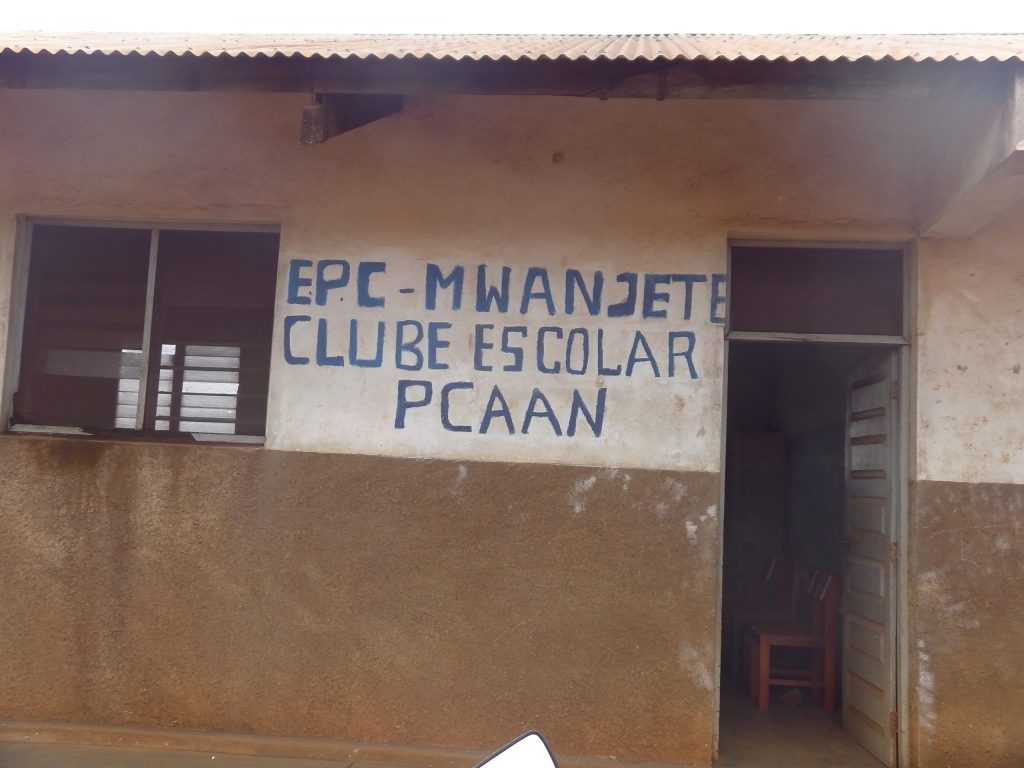 EP.C - MWANJETE
CLUBE ESCOLAR
PCAAN